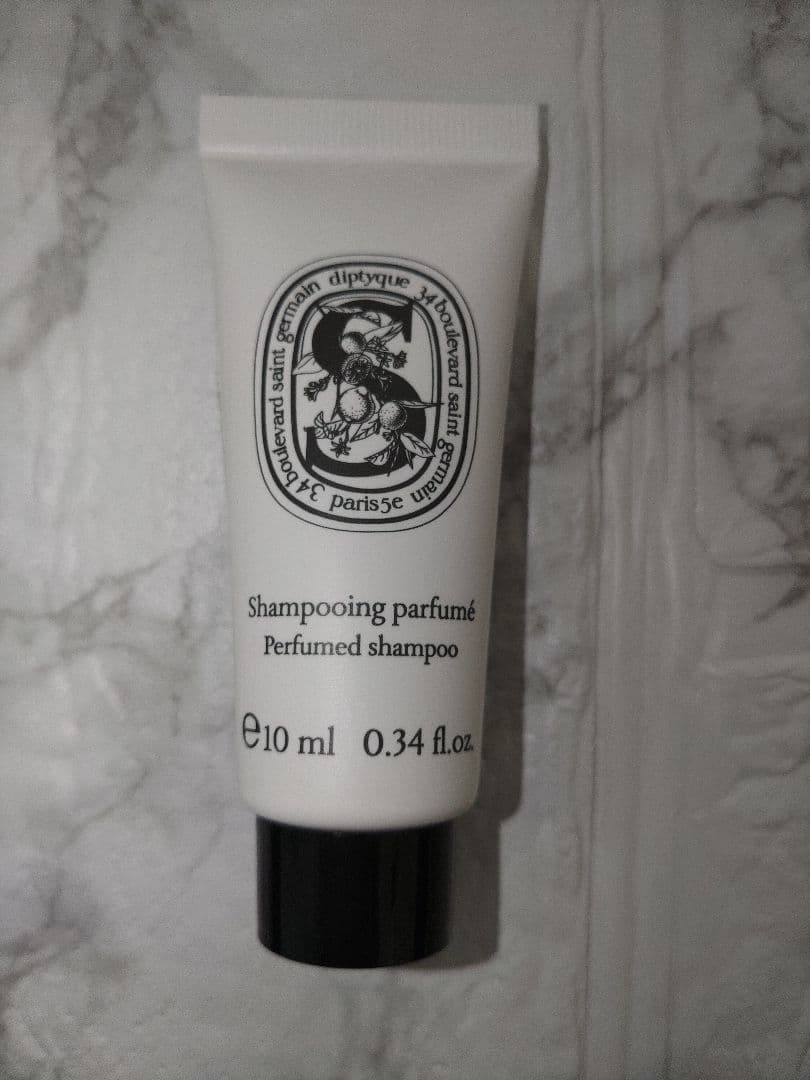 diptyque 34 boulevard saint germain paris 5e 34 boulevard saint germain
S
Shampooing parfumé
Perfumed shampoo
℮10 ml 0.34 fl.oz.